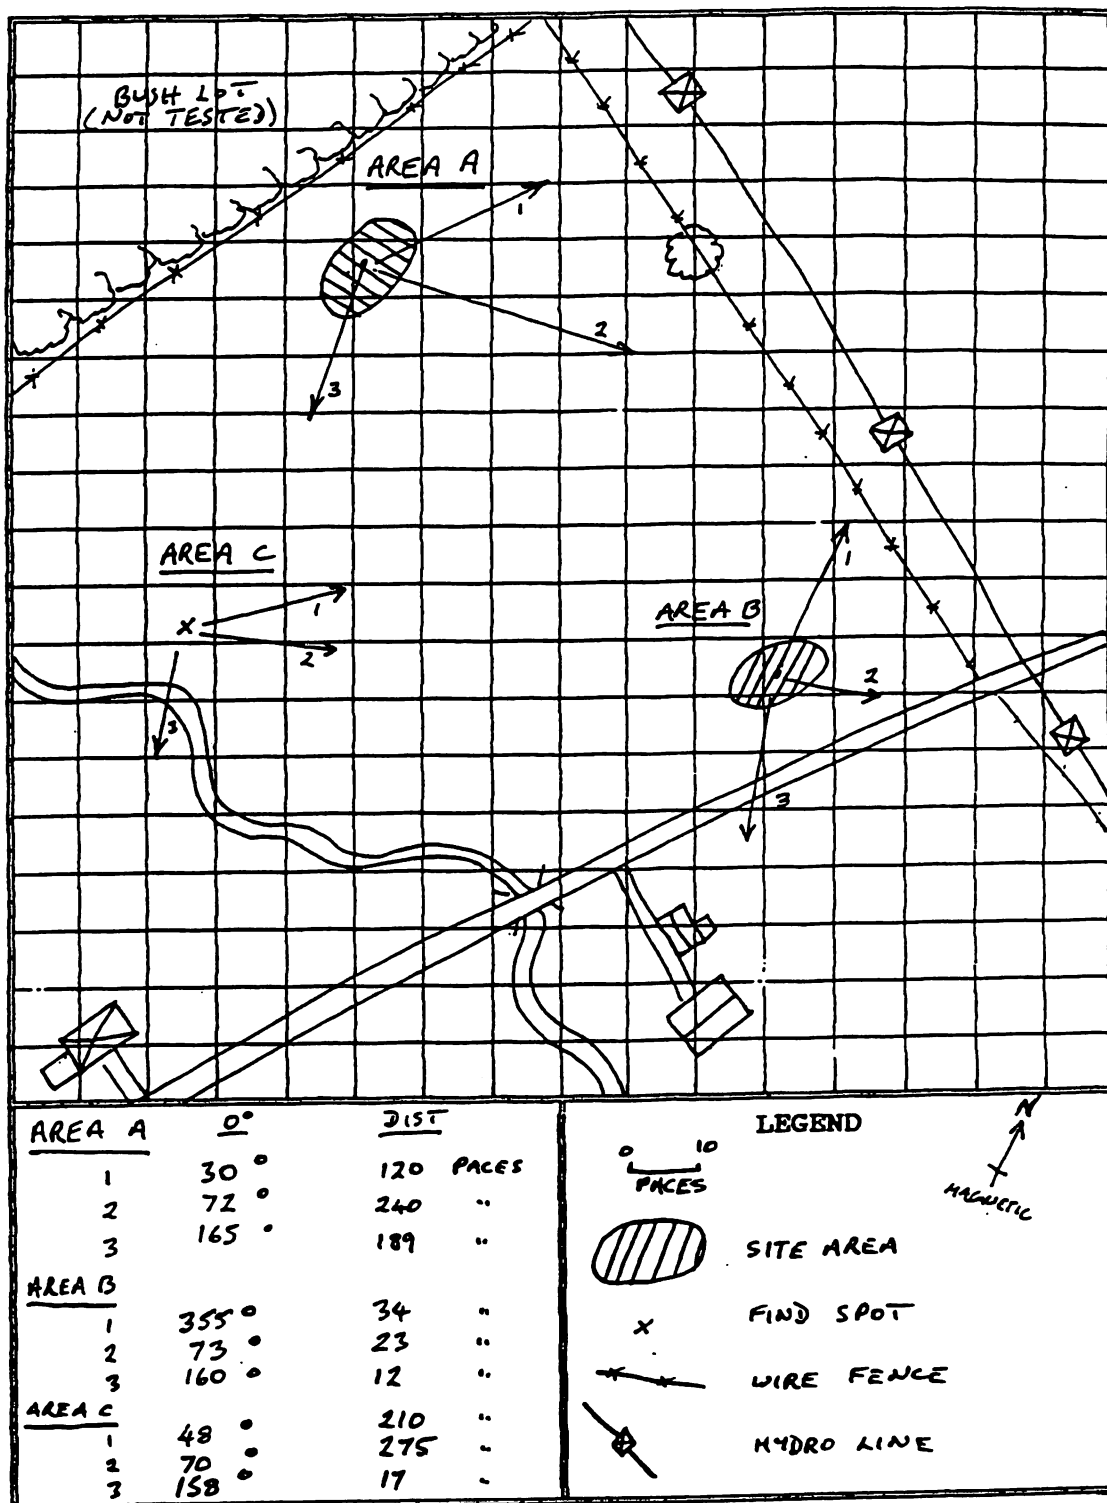 BUSH LOT
(NOT TESTED)
AREA A
1
2
3
AREA C
1
2
3
AREA B
1
2
3
AREA A 0° DIST
1 30° 120 PACES
2 72° 240 "
3 165° 189 "
AREA B
1 355° 34 "
2 73° 23 "
3 160° 12 "
AREA C
1 48° 210 "
2 70° 275 "
3 158° 17 "
LEGEND
0 10
PACES
N
MAGNETIC
SITE AREA
x FIND SPOT
WIRE FENCE
HYDRO LINE